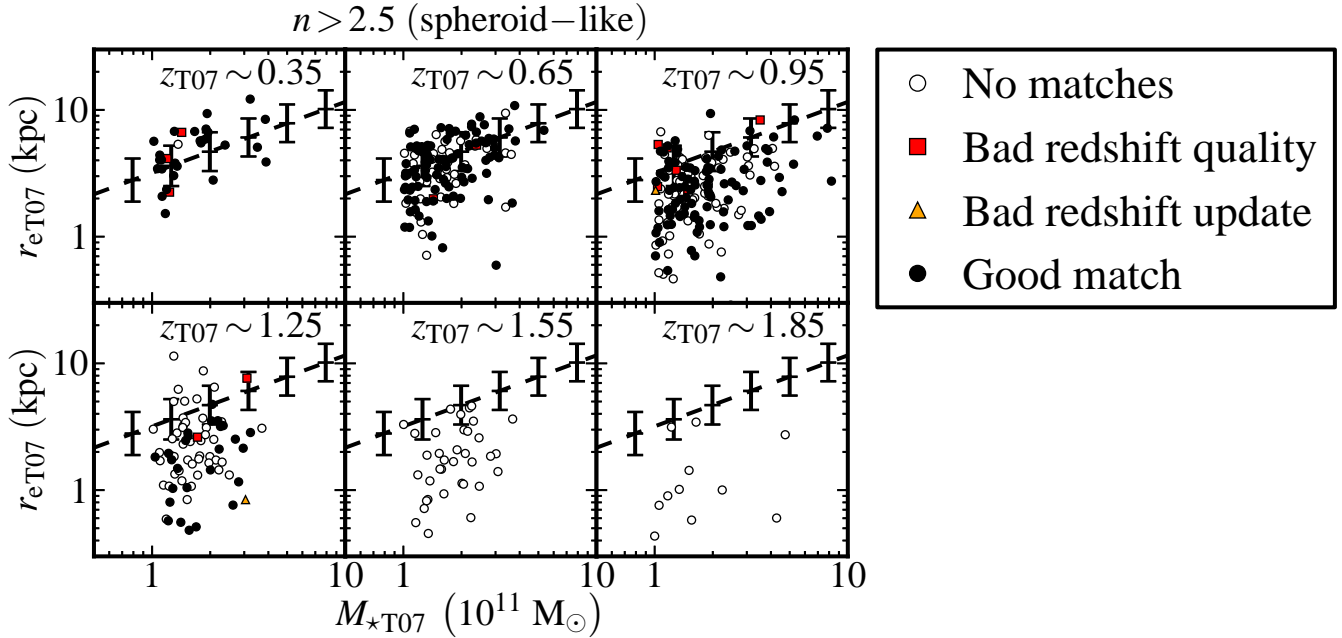 n > 2.5 (spheroid−like)
z_T07 ∼ 0.35
z_T07 ∼ 0.65
z_T07 ∼ 0.95
10
1
r_eT07 (kpc)
No matches
Bad redshift quality
Bad redshift update
Good match
z_T07 ∼ 1.25
z_T07 ∼ 1.55
z_T07 ∼ 1.85
10
1
r_eT07 (kpc)
1 10 1 10 1 10
M_⋆T07 (10^11 M_⊙)